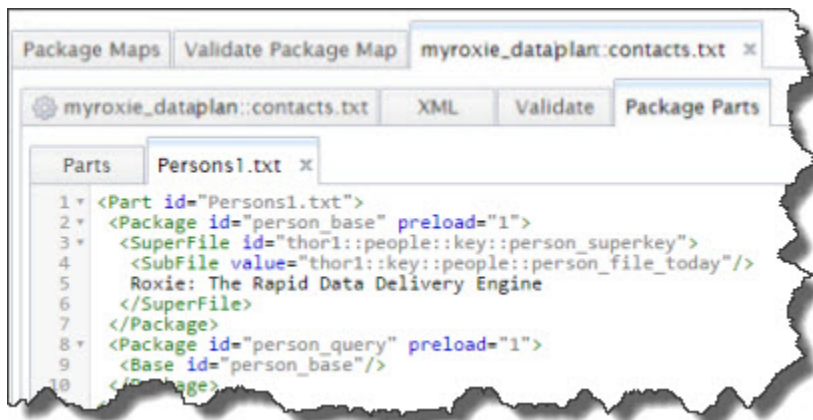 Package Maps Validate Package Map myroxie_dataplan::contacts.txt x
myroxie_dataplan::contacts.txt XML Validate Package Parts
Parts Persons1.txt x
1 <Part id="Persons1.txt">
2 <Package id="person_base" preload="1">
3 <SuperFile id="thor1::people::key::person_superkey">
4 <SubFile value="thor1::key::people::person_file_today"/>
5 Roxie: The Rapid Data Delivery Engine
6 </SuperFile>
7 </Package>
8 <Package id="person_query" preload="1">
9 <Base id="person_base"/>
10 </Package>